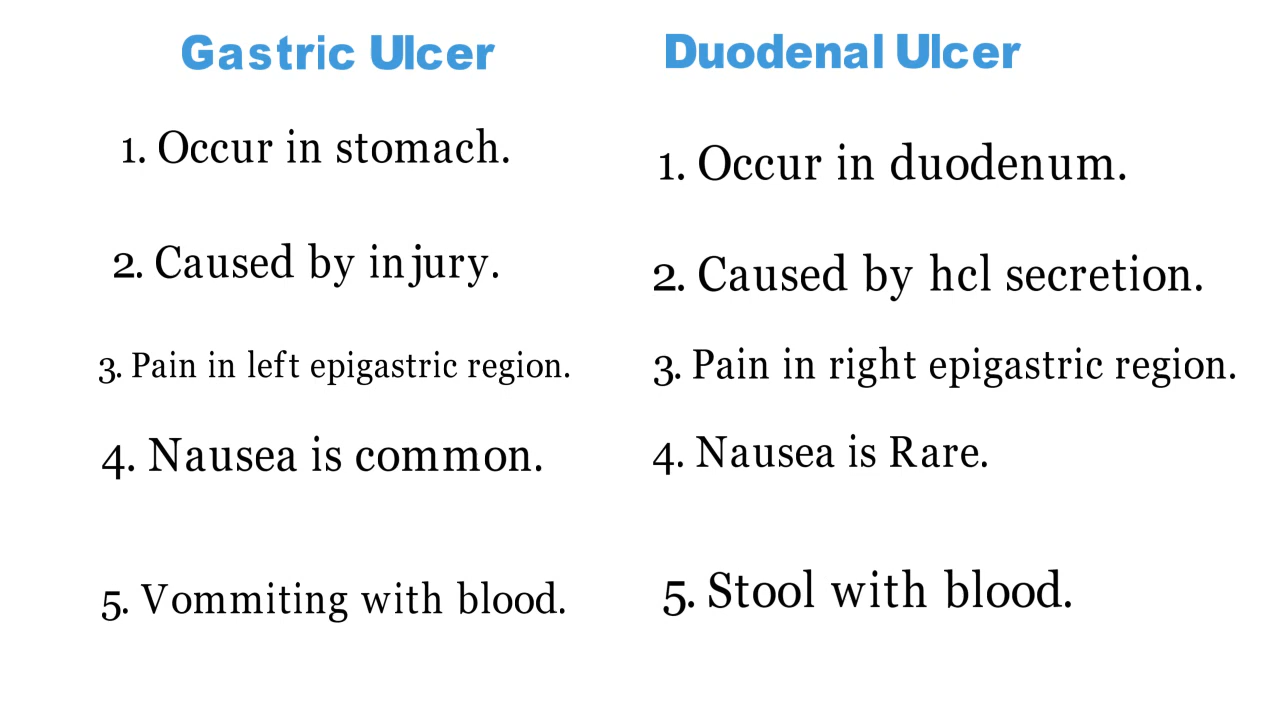 Gastric Ulcer
1. Occur in stomach.
2. Caused by injury.
3. Pain in left epigastric region.
4. Nausea is common.
5. Vommiting with blood.
Duodenal Ulcer
1. Occur in duodenum.
2. Caused by hcl secretion.
3. Pain in right epigastric region.
4. Nausea is Rare.
5. Stool with blood.